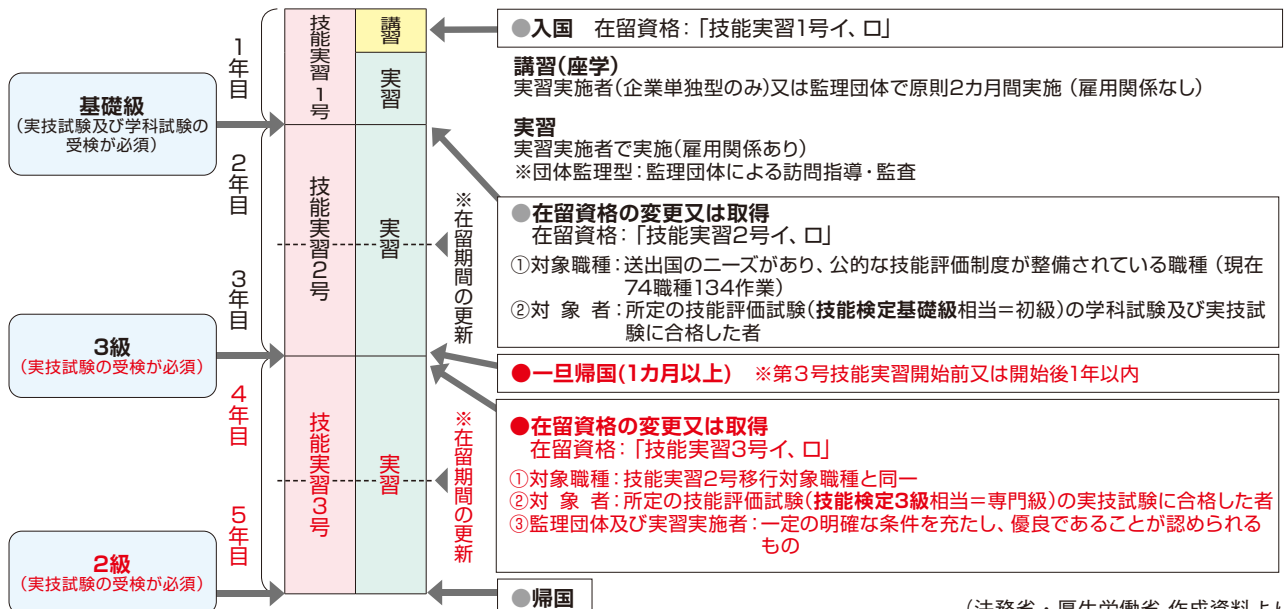 1年目
2年目
3年目
4年目
5年目
基礎級
(実技試験及び学科試験の
受検が必須)
3級
(実技試験の受検が必須)
2級
(実技試験の受検が必須)
技能実習1号
技能実習2号
技能実習3号
講習
実習
実習
実習
※在留期間の更新
※在留期間の更新
●入国 在留資格:「技能実習1号イ、ロ」
講習(座学)
実習実施者(企業単独型のみ)又は監理団体で原則2カ月間実施 (雇用関係なし)
実習
実習実施者で実施(雇用関係あり)
※団体監理型:監理団体による訪問指導・監査
●在留資格の変更又は取得
在留資格:「技能実習2号イ、ロ」
①対象職種:送出国のニーズがあり、公的な技能評価制度が整備されている職種 (現在
74職種134作業)
②対 象 者:所定の技能評価試験(技能検定基礎級相当=初級)の学科試験及び実技試
験に合格した者
●一旦帰国(1カ月以上) ※第3号技能実習開始前又は開始後1年以内
●在留資格の変更又は取得
在留資格:「技能実習3号イ、ロ」
①対象職種:技能実習2号移行対象職種と同一
②対 象 者:所定の技能評価試験(技能検定3級相当=専門級)の実技試験に合格した者
③監理団体及び実習実施者:一定の明確な条件を充たし、優良であることが認められる
もの
●帰国
(法務省・厚生労働省 作成資料よ